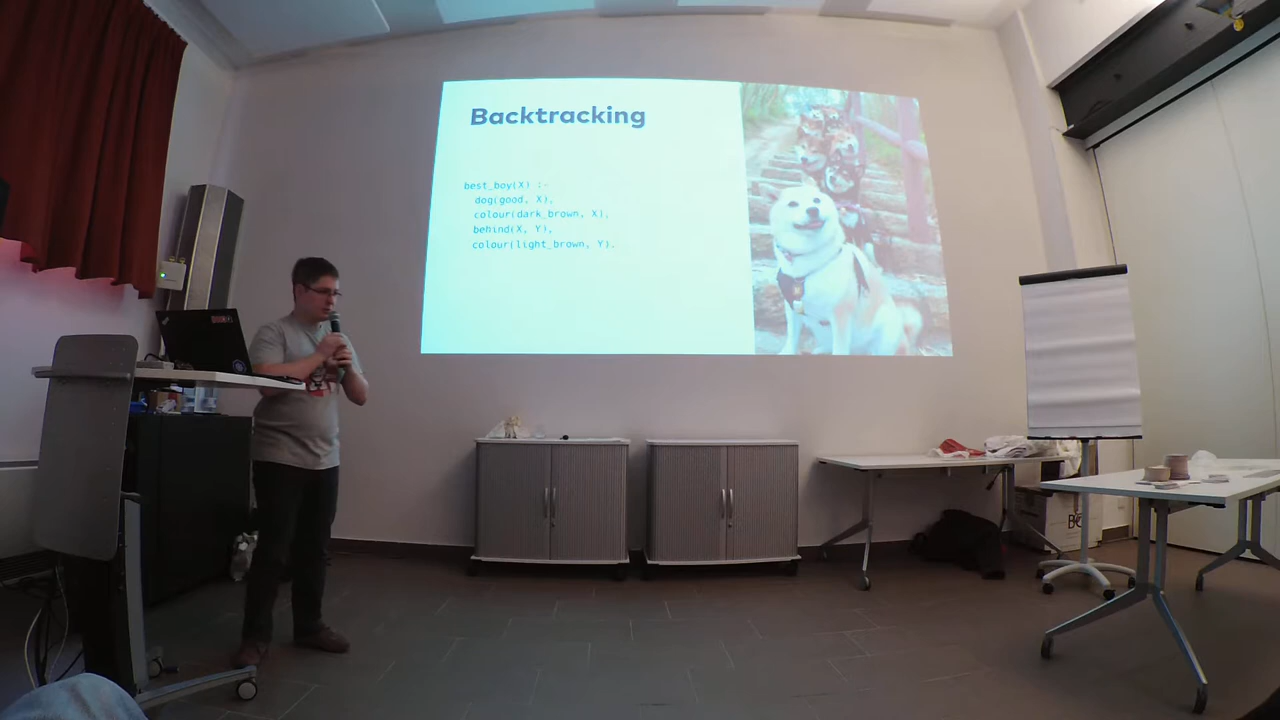 Backtracking
best_boy(X) :-
dog(good, X),
colour(dark_brown, X),
behind(X, Y),
colour(light_brown, Y).